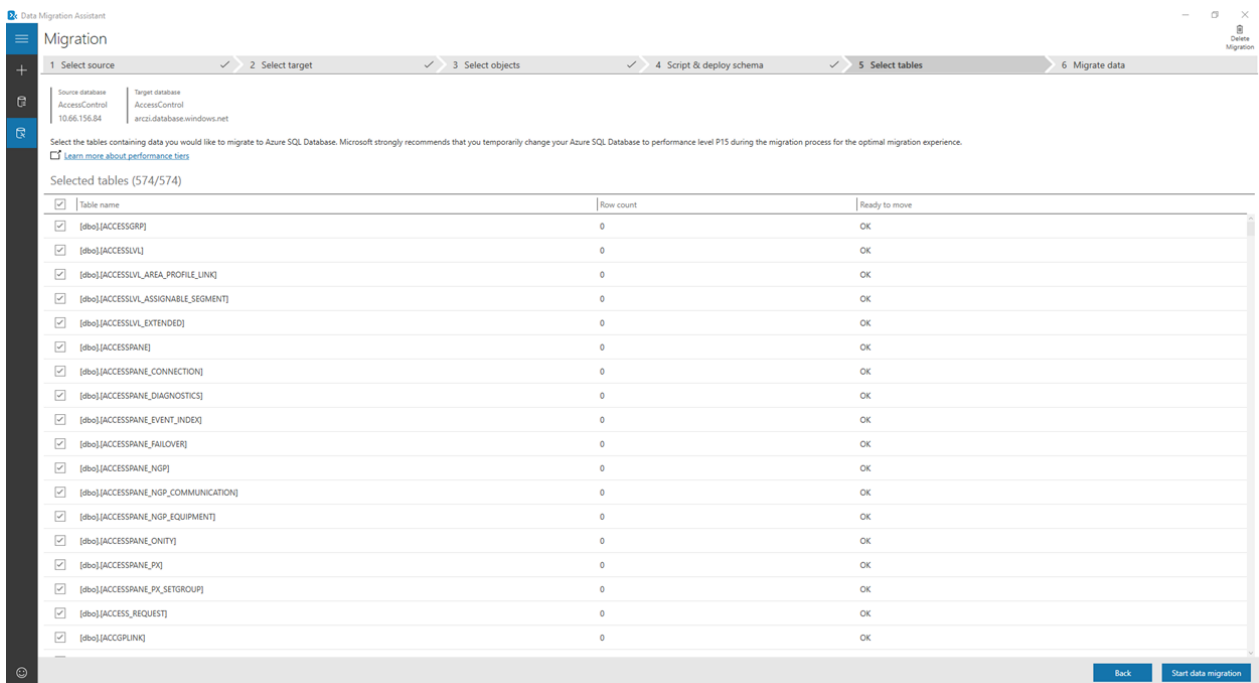 Data Migration Assistant
Migration
Delete
Migration
1 Select source
2 Select target
3 Select objects
4 Script & deploy schema
5 Select tables
6 Migrate data
Source database
AccessControl
10.66.156.84
Target database
AccessControl
arczi.database.windows.net
Select the tables containing data you would like to migrate to Azure SQL Database. Microsoft strongly recommends that you temporarily change your Azure SQL Database to performance level P15 during the migration process for the optimal migration experience.
Learn more about performance tiers
Selected tables (574/574)
Table name Row count Ready to move
[dbo].[ACCESSGRP] 0 OK
[dbo].[ACCESSLVL] 0 OK
[dbo].[ACCESSLVL_AREA_PROFILE_LINK] 0 OK
[dbo].[ACCESSLVL_ASSIGNABLE_SEGMENT] 0 OK
[dbo].[ACCESSLVL_EXTENDED] 0 OK
[dbo].[ACCESSPANE] 0 OK
[dbo].[ACCESSPANE_CONNECTION] 0 OK
[dbo].[ACCESSPANE_DIAGNOSTICS] 0 OK
[dbo].[ACCESSPANE_EVENT_INDEX] 0 OK
[dbo].[ACCESSPANE_FAILOVER] 0 OK
[dbo].[ACCESSPANE_NGP] 0 OK
[dbo].[ACCESSPANE_NGP_COMMUNICATION] 0 OK
[dbo].[ACCESSPANE_NGP_EQUIPMENT] 0 OK
[dbo].[ACCESSPANE_ONITY] 0 OK
[dbo].[ACCESSPANE_PX] 0 OK
[dbo].[ACCESSPANE_PX_SETGROUP] 0 OK
[dbo].[ACCESS_REQUEST] 0 OK
[dbo].[ACCGPLINK] 0 OK
Back
Start data migration